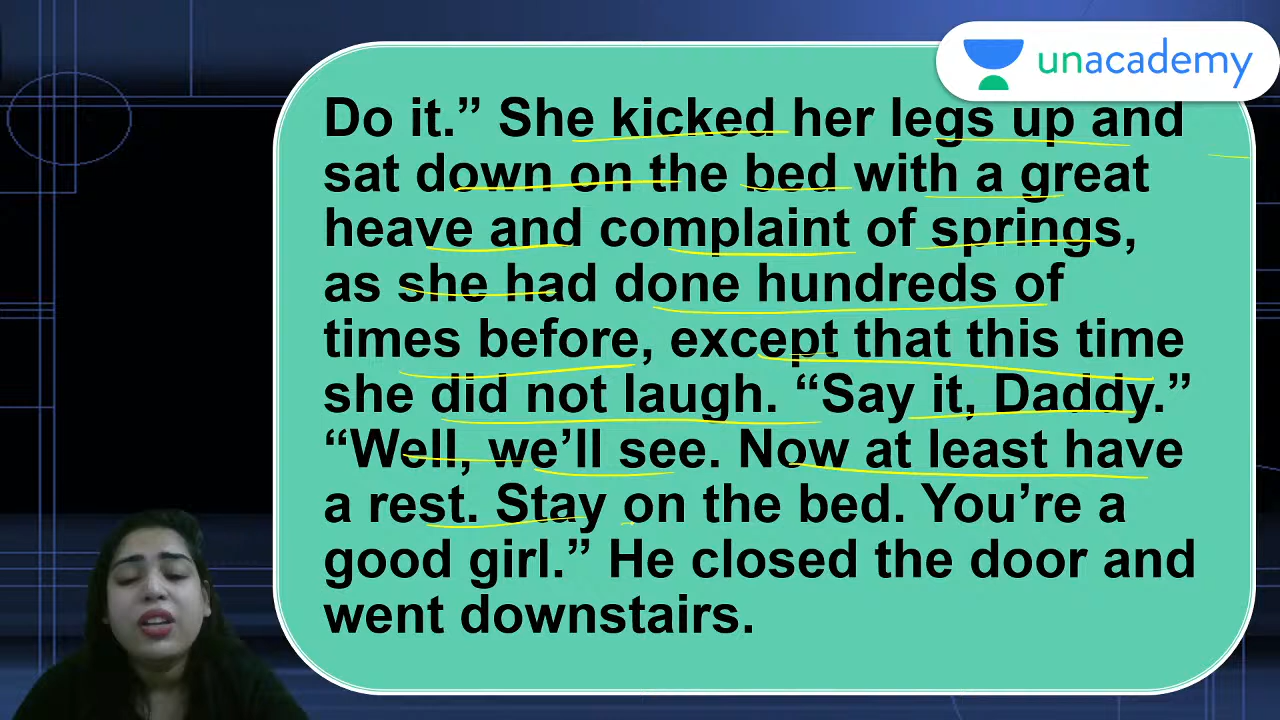 unacademy
Do it.” She kicked her legs up and
sat down on the bed with a great
heave and complaint of springs,
as she had done hundreds of
times before, except that this time
she did not laugh. “Say it, Daddy.”
“Well, we’ll see. Now at least have
a rest. Stay on the bed. You’re a
good girl.” He closed the door and
went downstairs.